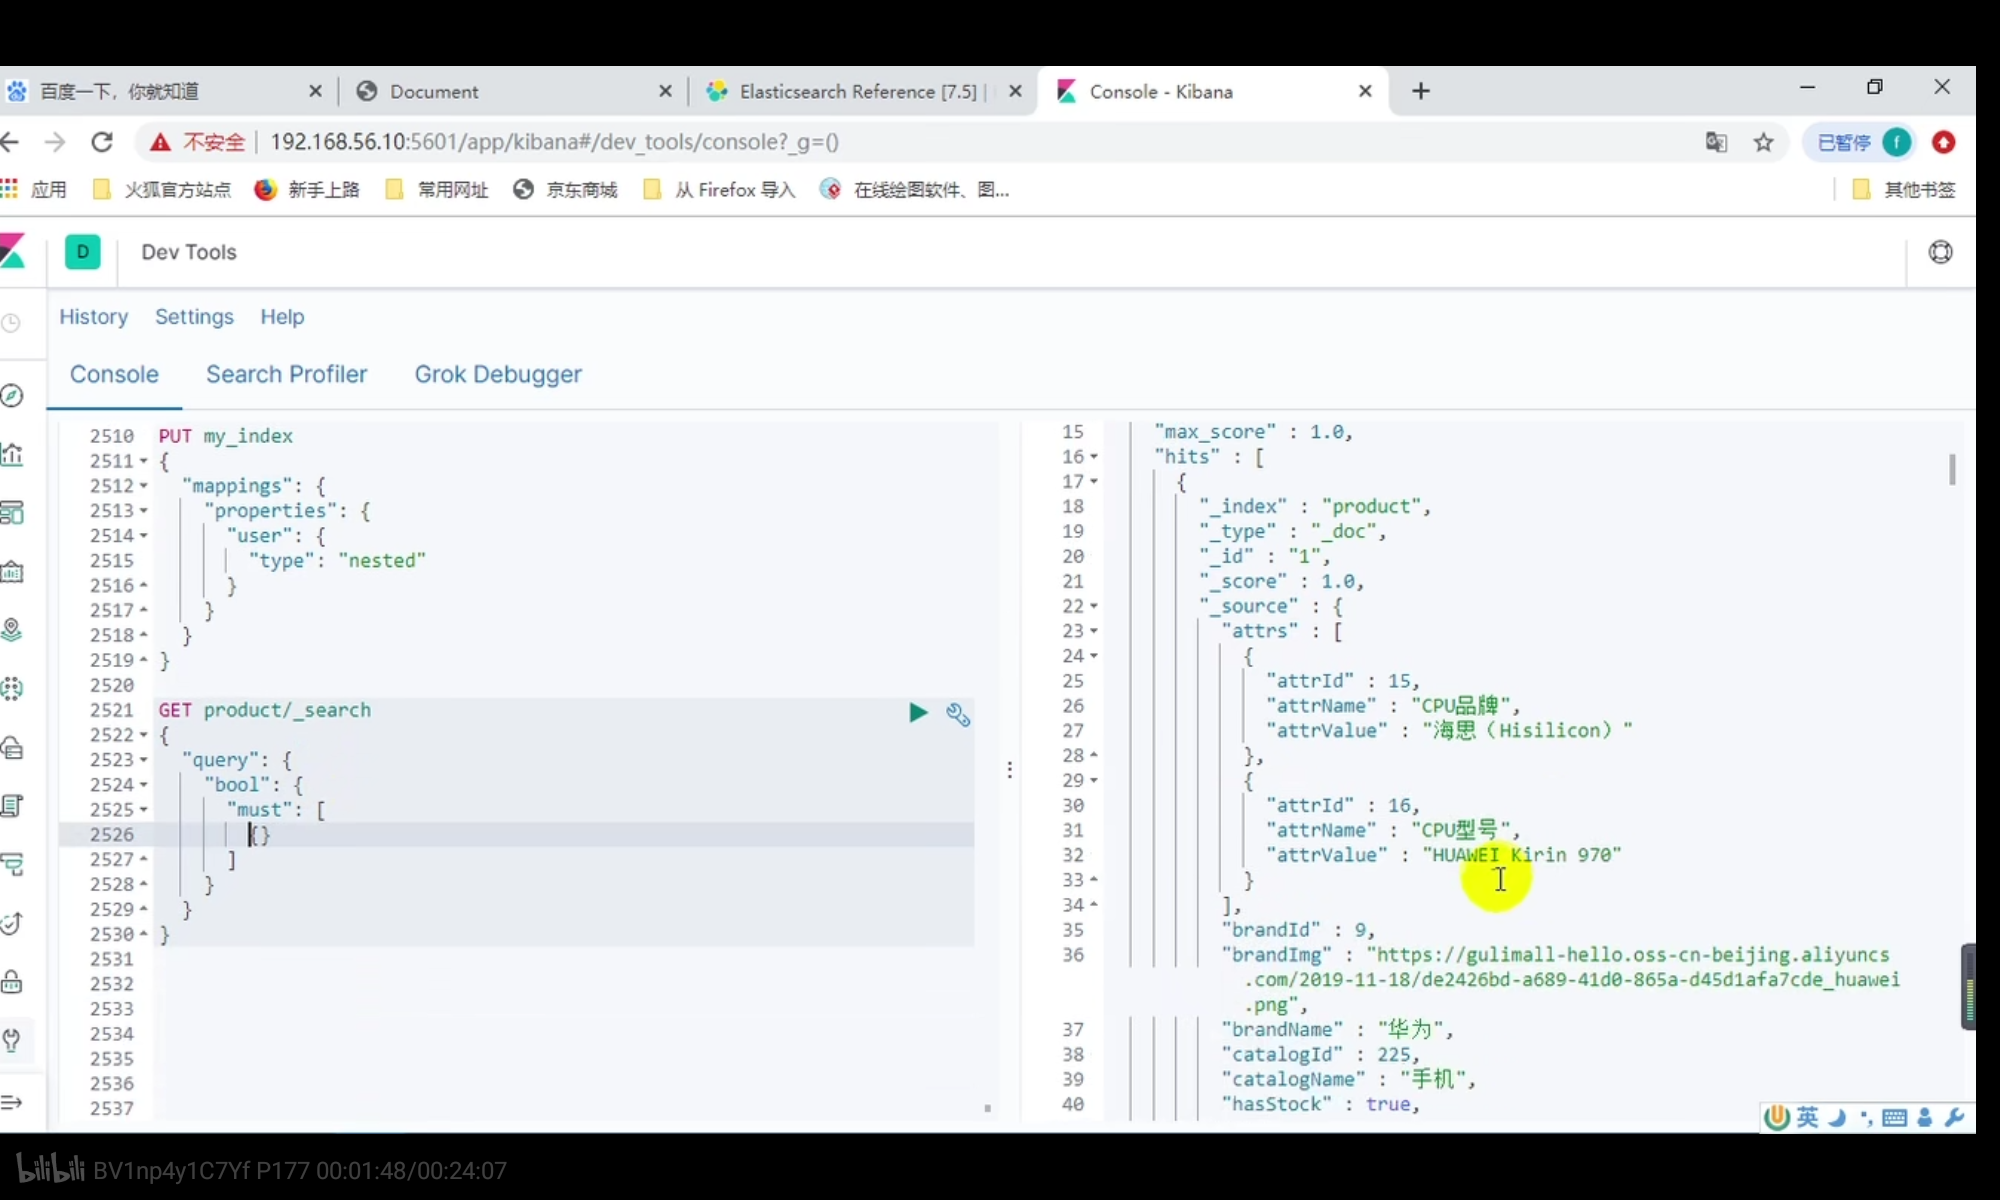 百度一下，你就知道
Document
Elasticsearch Reference [7.5] |
Console - Kibana
不安全 | 192.168.56.10:5601/app/kibana#/dev_tools/console?_g=()
已暂停 f
应用 火狐官方站点 新手上路 常用网址 京东商城 从 Firefox 导入 在线绘图软件、图... 其他书签
D Dev Tools
History Settings Help
Console Search Profiler Grok Debugger
2510 PUT my_index
2511 {
2512 "mappings": {
2513 "properties": {
2514 "user": {
2515 "type": "nested"
2516 }
2517 }
2518 }
2519 }
2520
2521 GET product/_search
2522 {
2523 "query": {
2524 "bool": {
2525 "must": [
2526 {}
2527 ]
2528 }
2529 }
2530 }
2531
2532
2533
2534
2535
2536
2537
15 "max_score" : 1.0,
16 "hits" : [
17 {
18 "_index" : "product",
19 "_type" : "_doc",
20 "_id" : "1",
21 "_score" : 1.0,
22 "_source" : {
23 "attrs" : [
24 {
25 "attrId" : 15,
26 "attrName" : "CPU品牌",
27 "attrValue" : "海思（Hisilicon）"
28 },
29 {
30 "attrId" : 16,
31 "attrName" : "CPU型号",
32 "attrValue" : "HUAWEI Kirin 970"
33 }
34 ],
35 "brandId" : 9,
36 "brandImg" : "https://gulimall-hello.oss-cn-beijing.aliyuncs
.com/2019-11-18/de2426bd-a689-41d0-865a-d45d1afa7cde_huawei
.png",
37 "brandName" : "华为",
38 "catalogId" : 225,
39 "catalogName" : "手机",
40 "hasStock" : true,
英
bilibili BV1np4y1C7Yf P177 00:01:48/00:24:07